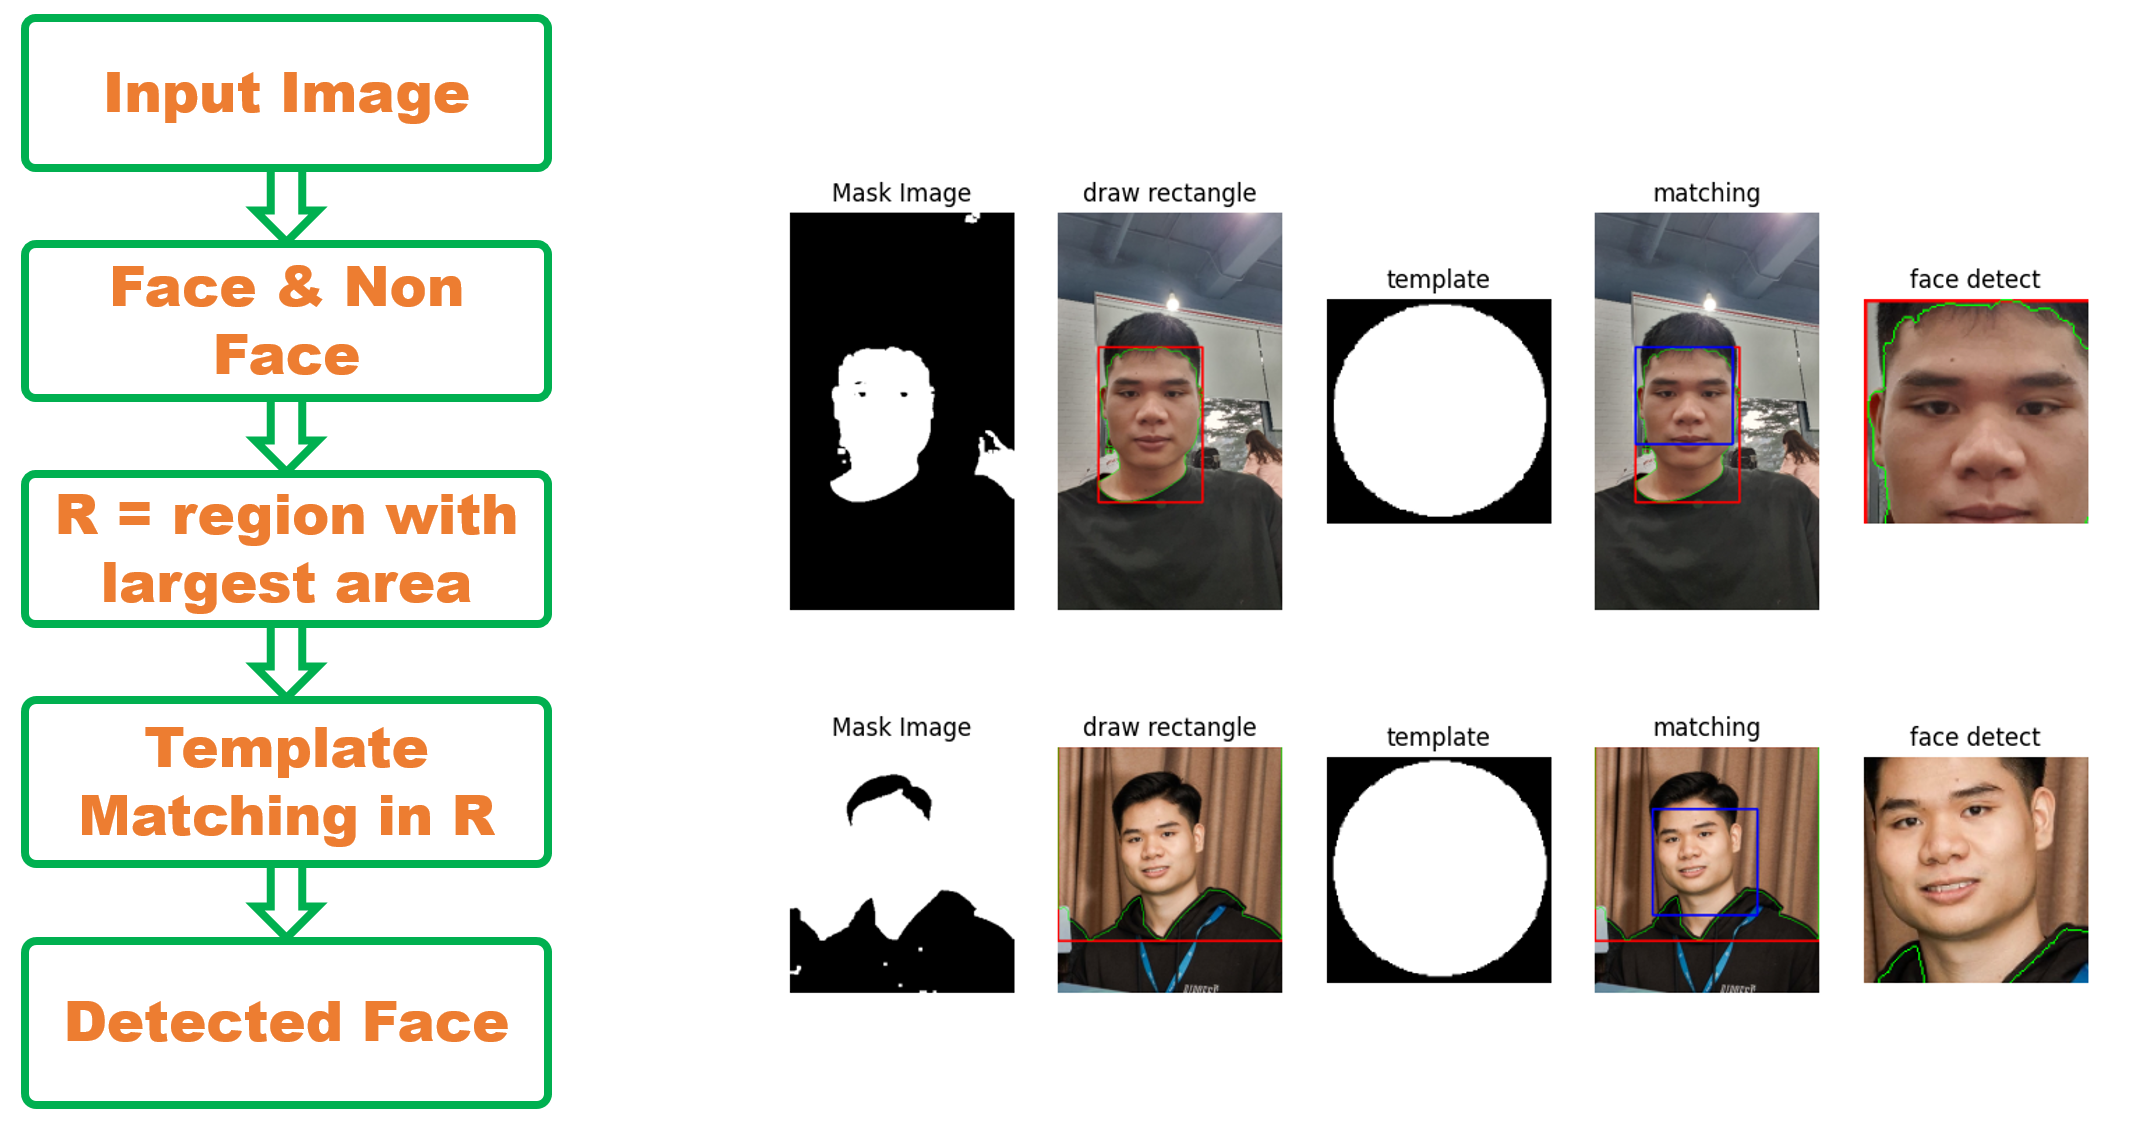 Input Image
Face & Non
Face
R = region with
largest area
Template
Matching in R
Detected Face
Mask Image
draw rectangle
template
matching
face detect
Mask Image
draw rectangle
template
matching
face detect